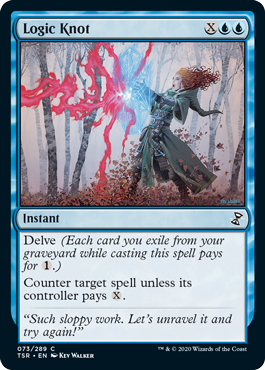 Logic Knot XUU
Instant
Delve (Each card you exile from your
graveyard while casting this spell pays
for 1.)
Counter target spell unless its
controller pays X.
“Such sloppy work. Let’s unravel it and
try again!”
073/289 C
TSR • EN Key Walker
™ & © 2020 Wizards of the Coast